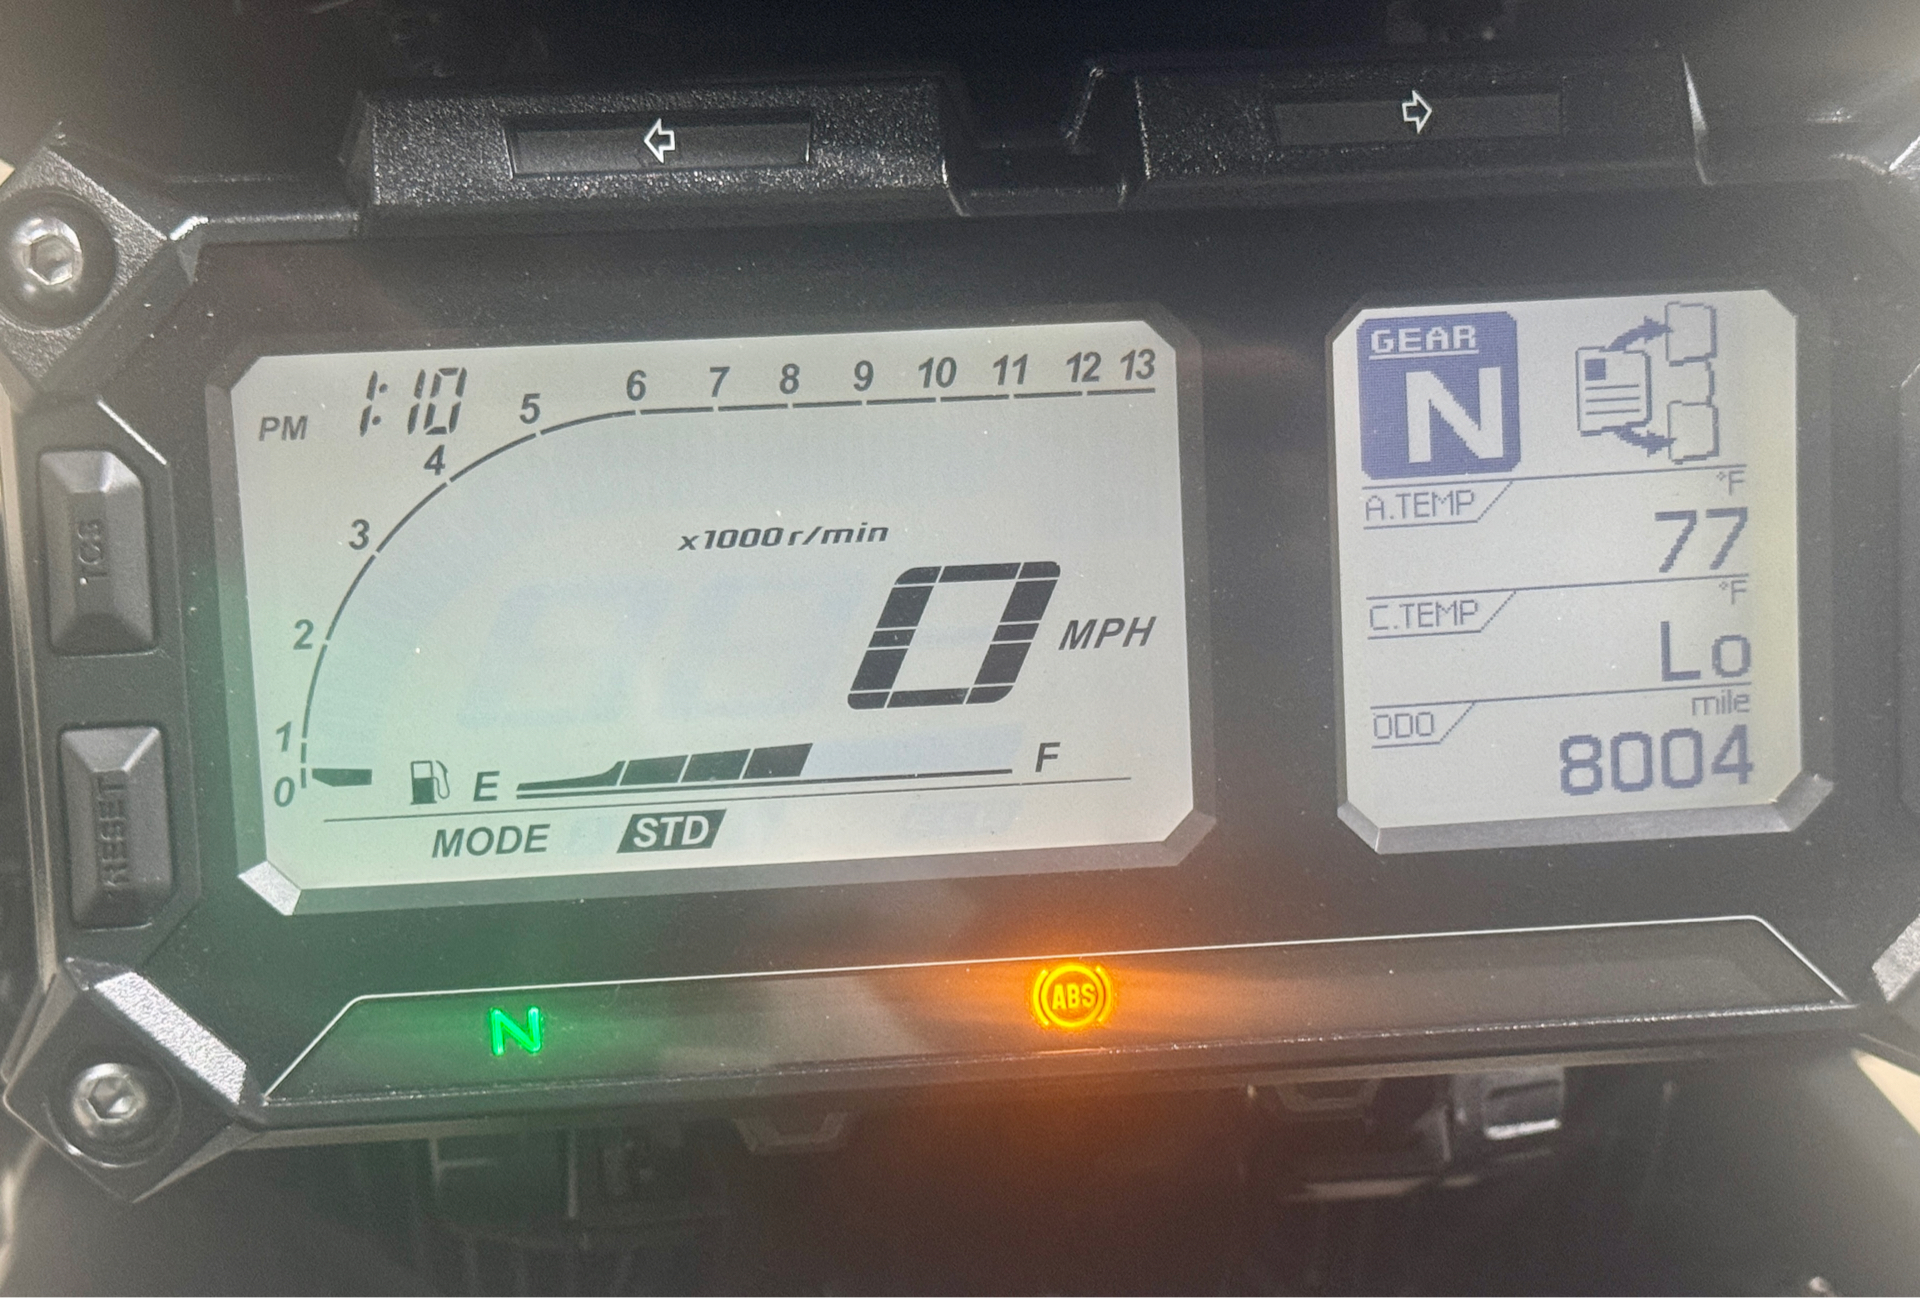 PM 1:10
0 1 2 3 4 5 6 7 8 9 10 11 12 13
x1000 r/min
0 MPH
E F
MODE STD
TCS
RESET
GEAR
N
A.TEMP °F
77
C.TEMP °F
Lo
ODO mile
8004
N
ABS